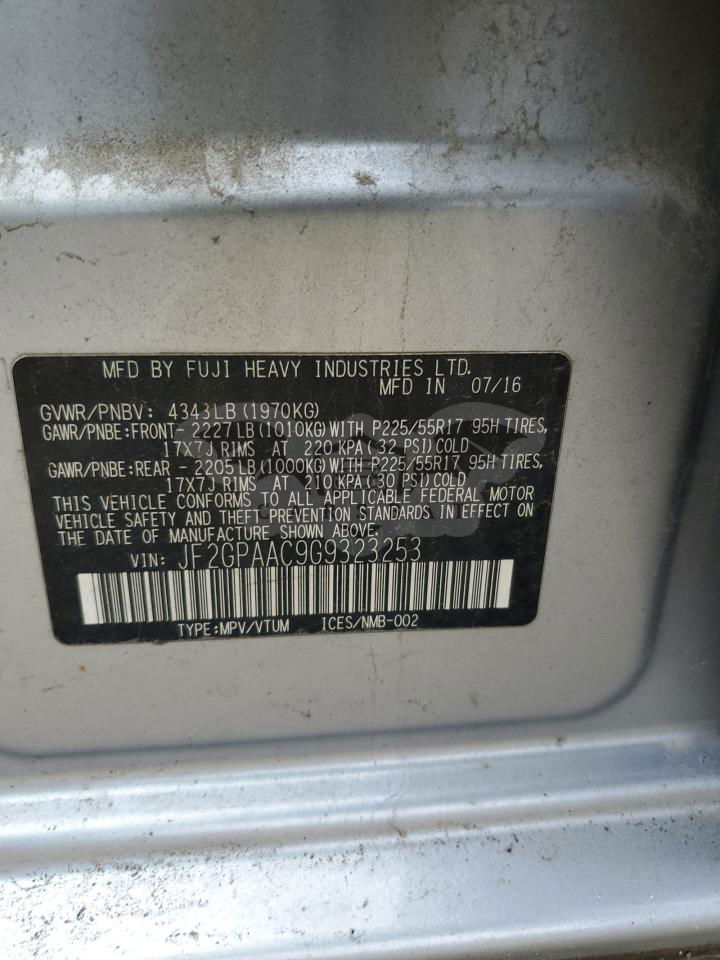 MFD BY FUJI HEAVY INDUSTRIES LTD.
MFD IN 07/16
GVWR/PNBV: 4343LB (1970KG)
GAWR/PNBE:FRONT- 2227LB(1010KG)WITH P225/55R17 95H TIRES,
17X7J RIMS AT 220 KPA( 32 PSI)COLD
GAWR/PNBE:REAR - 2205LB(1000KG)WITH P225/55R17 95H TIRES,
17X7J RIMS AT 210 KPA( 30 PSI)COLD
THIS VEHICLE CONFORMS TO ALL APPLICABLE FEDERAL MOTOR
VEHICLE SAFETY AND THEFT PREVENTION STANDARDS IN EFFECT
ON THE DATE OF MANUFACTURE SHOWN ABOVE.
VIN: JF2GPAAC9G9323253
TYPE:MPV/VTUM ICES/NMB-002